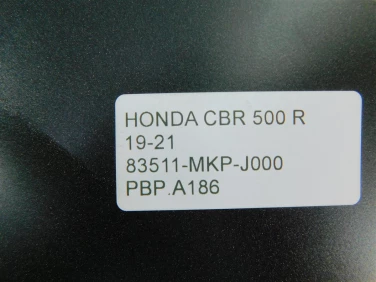 HONDA CBR 500 R
19-21
83511-MKP-J000
PBP.A186